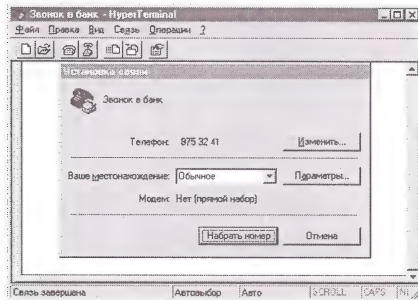 Звонок в банк - HyperTerminal
Файл Правка Вид Связь Операции ?
Установка связи
Звонок в банк
Телефон: 975 32 41 Изменить...
Ваше местонахождение: Обычное Параметры...
Модем: Нет (прямой набор)
Набрать номер Отмена
Связь завершена Автовыбор Авто SCROLL CAPS